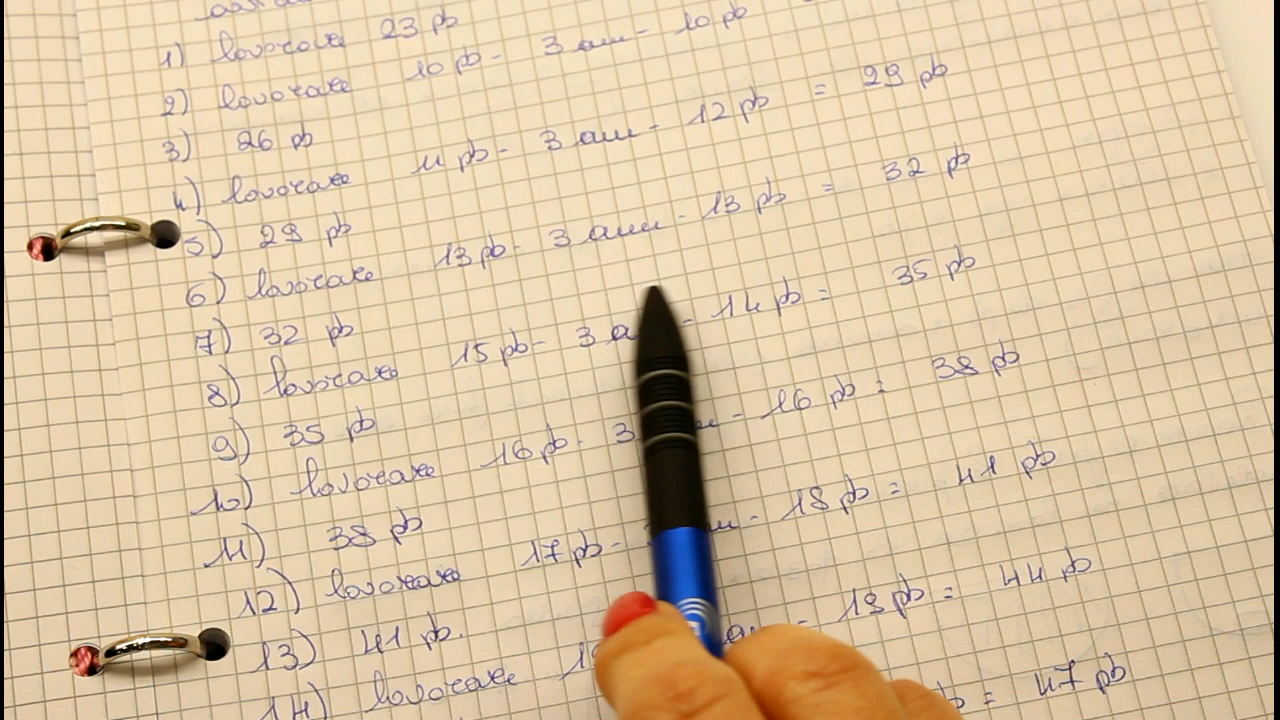 1) lavorare 23 pb
2) lavorare 10 pb - 3 aum - 10 pb
3) 26 pb
4) lavorare 11 pb - 3 aum - 12 pb = 29 pb
5) 29 pb
6) lavorare 13 pb - 3 aum - 13 pb = 32 pb
7) 32 pb
8) lavorare 15 pb - 3 a - 14 pb = 35 pb
9) 35 pb
10) lavorare 16 pb - 3 - 16 pb = 38 pb
11) 38 pb
12) lavorare 17 pb - - 18 pb = 41 pb
13) 41 pb.
14) lavorare - 19 pb = 44 pb
= 47 pb